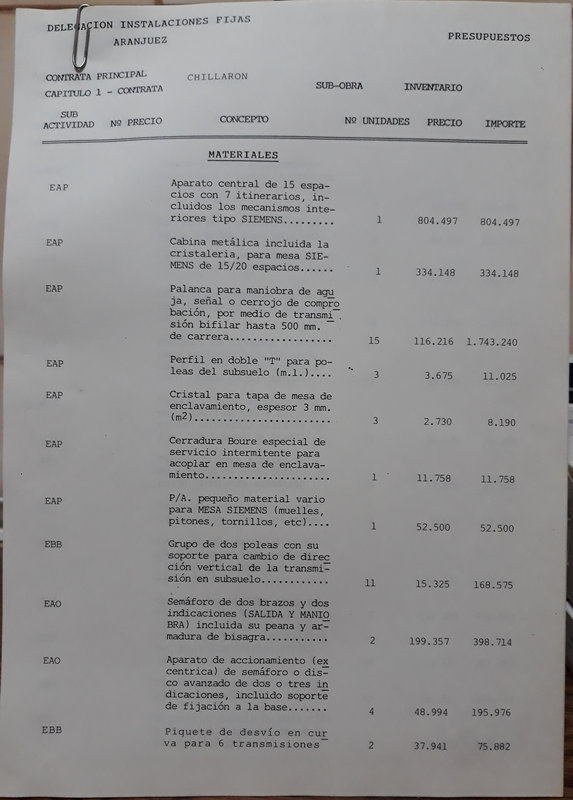 DELEGACION INSTALACIONES FIJAS
ARANJUEZ
PRESUPUESTOS
CONTRATA PRINCIPAL CHILLARON
CAPITULO 1 - CONTRATA SUB-OBRA INVENTARIO
SUB
ACTIVIDAD Nº PRECIO CONCEPTO Nº UNIDADES PRECIO IMPORTE
MATERIALES
EAP Aparato central de 15 espa-
cios con 7 itinerarios, in-
cluidos los mecanismos inte-
riores tipo SIEMENS......... 1 804.497 804.497
EAP Cabina metálica incluida la
cristaleria, para mesa SIE-
MENS de 15/20 espacios...... 1 334.148 334.148
EAP Palanca para maniobra de agu
ja, señal o cerrojo de compro
bación, por medio de transmi
sión bifilar hasta 500 mm.
de carrera................. 15 116.216 1.743.240
EAP Perfil en doble "T" para po-
leas del subsuelo (m.l.).... 3 3.675 11.025
EAP Cristal para tapa de mesa de
enclavamiento, espesor 3 mm.
(m2)....................... 3 2.730 8.190
EAP Cerradura Boure especial de
servicio intermitente para
acoplar en mesa de enclava-
miento..................... 1 11.758 11.758
EAP P/A. pequeño material vario
para MESA SIEMENS (muelles,
pitones, tornillos, etc).... 1 52.500 52.500
EBB Grupo de dos poleas con su
soporte para cambio de direc
ción vertical de la transmi-
sión en subsuelo............ 11 15.325 168.575
EAO Semáforo de dos brazos y dos
indicaciones (SALIDA Y MANIO
BRA) incluida su peana y ar-
madura de bisagra........... 2 199.357 398.714
EAO Aparato de accionamiento (ex
centrica) de semáforo o dis-
co avanzado de dos o tres in
dicaciones, incluido soporte
de fijación a la base....... 4 48.994 195.976
EBB Piquete de desvío en cur
va para 6 transmisiones 2 37.941 75.882